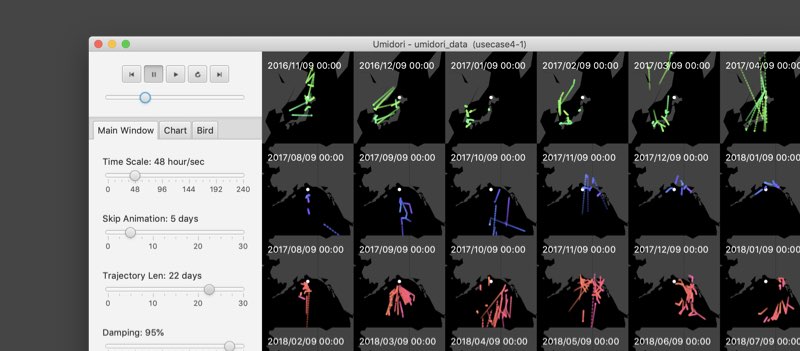 Umidori - umidori_data (usecase4-1)
Main Window Chart Bird
Time Scale: 48 hour/sec
0 48 96 144 192 240
Skip Animation: 5 days
0 10 20 30
Trajectory Len: 22 days
0 10 20 30
Damping: 95%
2016/11/09 00:00 2016/12/09 00:00 2017/01/09 00:00 2017/02/09 00:00 2017/03/09 00:00 2017/04/09 00:00
2017/08/09 00:00 2017/09/09 00:00 2017/10/09 00:00 2017/11/09 00:00 2017/12/09 00:00 2018/01/09 00:00
2017/08/09 00:00 2017/09/09 00:00 2017/10/09 00:00 2017/11/09 00:00 2017/12/09 00:00 2018/01/09 00:00
2018/02/09 00:00 2018/03/09 00:00 2018/04/09 00:00 2018/05/09 00:00 2018/06/09 00:00 2018/07/09 00:00